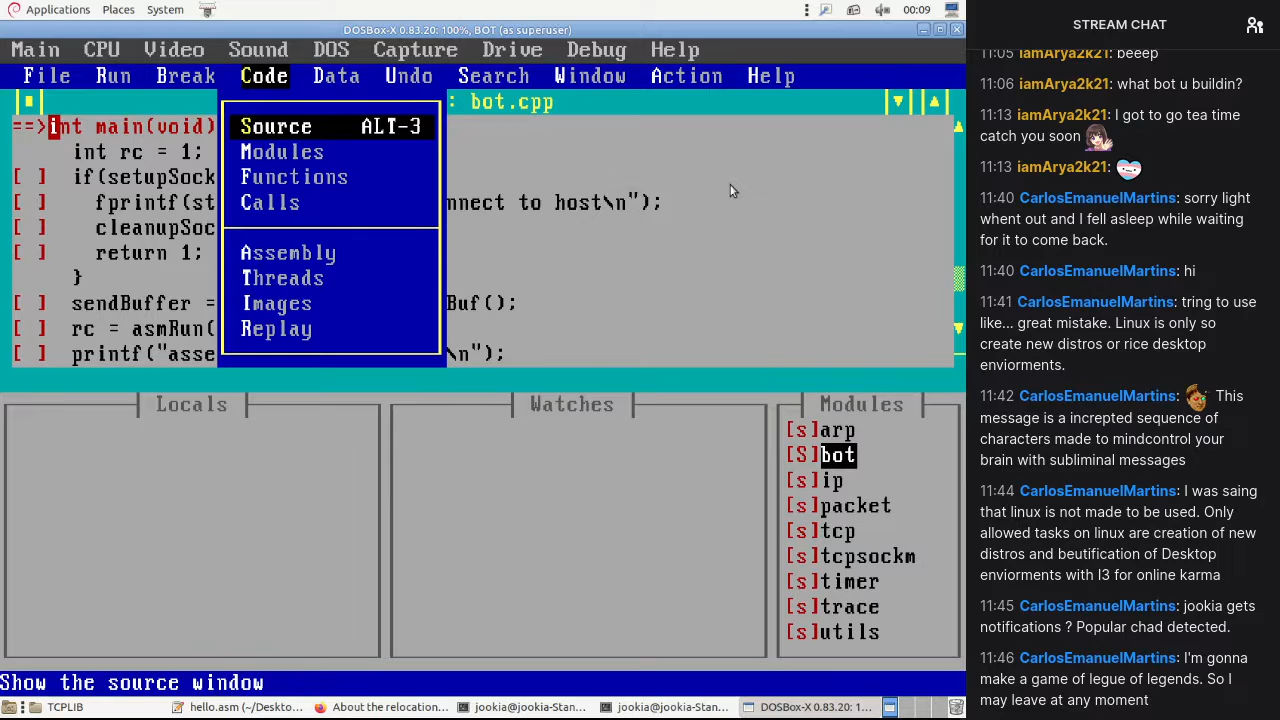 Applications Places System 00:09
DOSBox-X 0.83.20: 100%, BOT (as superuser)
Main CPU Video Sound DOS Capture Drive Debug Help
File Run Break Code Data Undo Search Window Action Help
: bot.cpp
==>int main(void)
int rc = 1;
[ ] if(setupSock
[ ] fprintf(st nnect to host\n");
[ ] cleanupSoc
[ ] return 1;
}
[ ] sendBuffer = Buf();
[ ] rc = asmRun(
[ ] printf("asse \n");
Source ALT-3
Modules
Functions
Calls
Assembly
Threads
Images
Replay
Locals
Watches
Modules
[s]arp
[S]bot
[s]ip
[s]packet
[s]tcp
[s]tcpsockm
[s]timer
[s]trace
[s]utils
Show the source window
TCPLIB
hello.asm (~/Deskto...
About the relocation...
jookia@jookia-Stan...
jookia@jookia-Stan...
DOSBox-X 0.83.20: 1...
STREAM CHAT
11:05 iamArya2k21: beeep
11:06 iamArya2k21: what bot u buildin?
11:13 iamArya2k21: I got to go tea time
catch you soon
11:13 iamArya2k21:
11:40 CarlosEmanuelMartins: sorry light
whent out and I fell asleep while waiting
for it to come back.
11:40 CarlosEmanuelMartins: hi
11:41 CarlosEmanuelMartins: tring to use
like... great mistake. Linux is only so
create new distros or rice desktop
enviorments.
11:42 CarlosEmanuelMartins: This
message is a increpted sequence of
characters made to mindcontrol your
brain with subliminal messages
11:44 CarlosEmanuelMartins: I was saing
that linux is not made to be used. Only
allowed tasks on linux are creation of new
distros and beutification of Desktop
enviorments with I3 for online karma
11:45 CarlosEmanuelMartins: jookia gets
notifications ? Popular chad detected.
11:46 CarlosEmanuelMartins: I'm gonna
make a game of legue of legends. So I
may leave at any moment